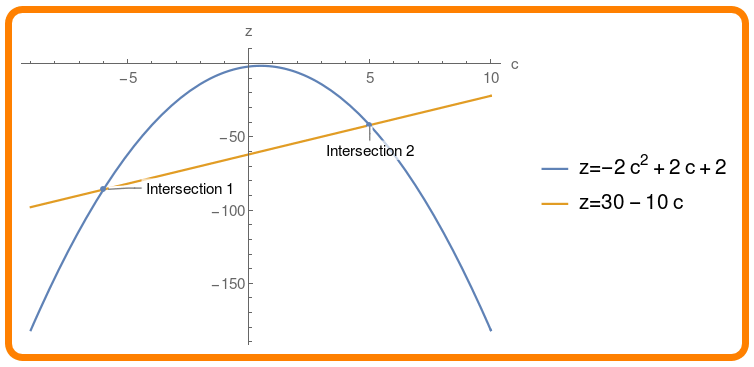 z
c
−5
5
10
−50
−100
−150
Intersection 1
Intersection 2
z=−2 c² + 2 c + 2
z=30 − 10 c